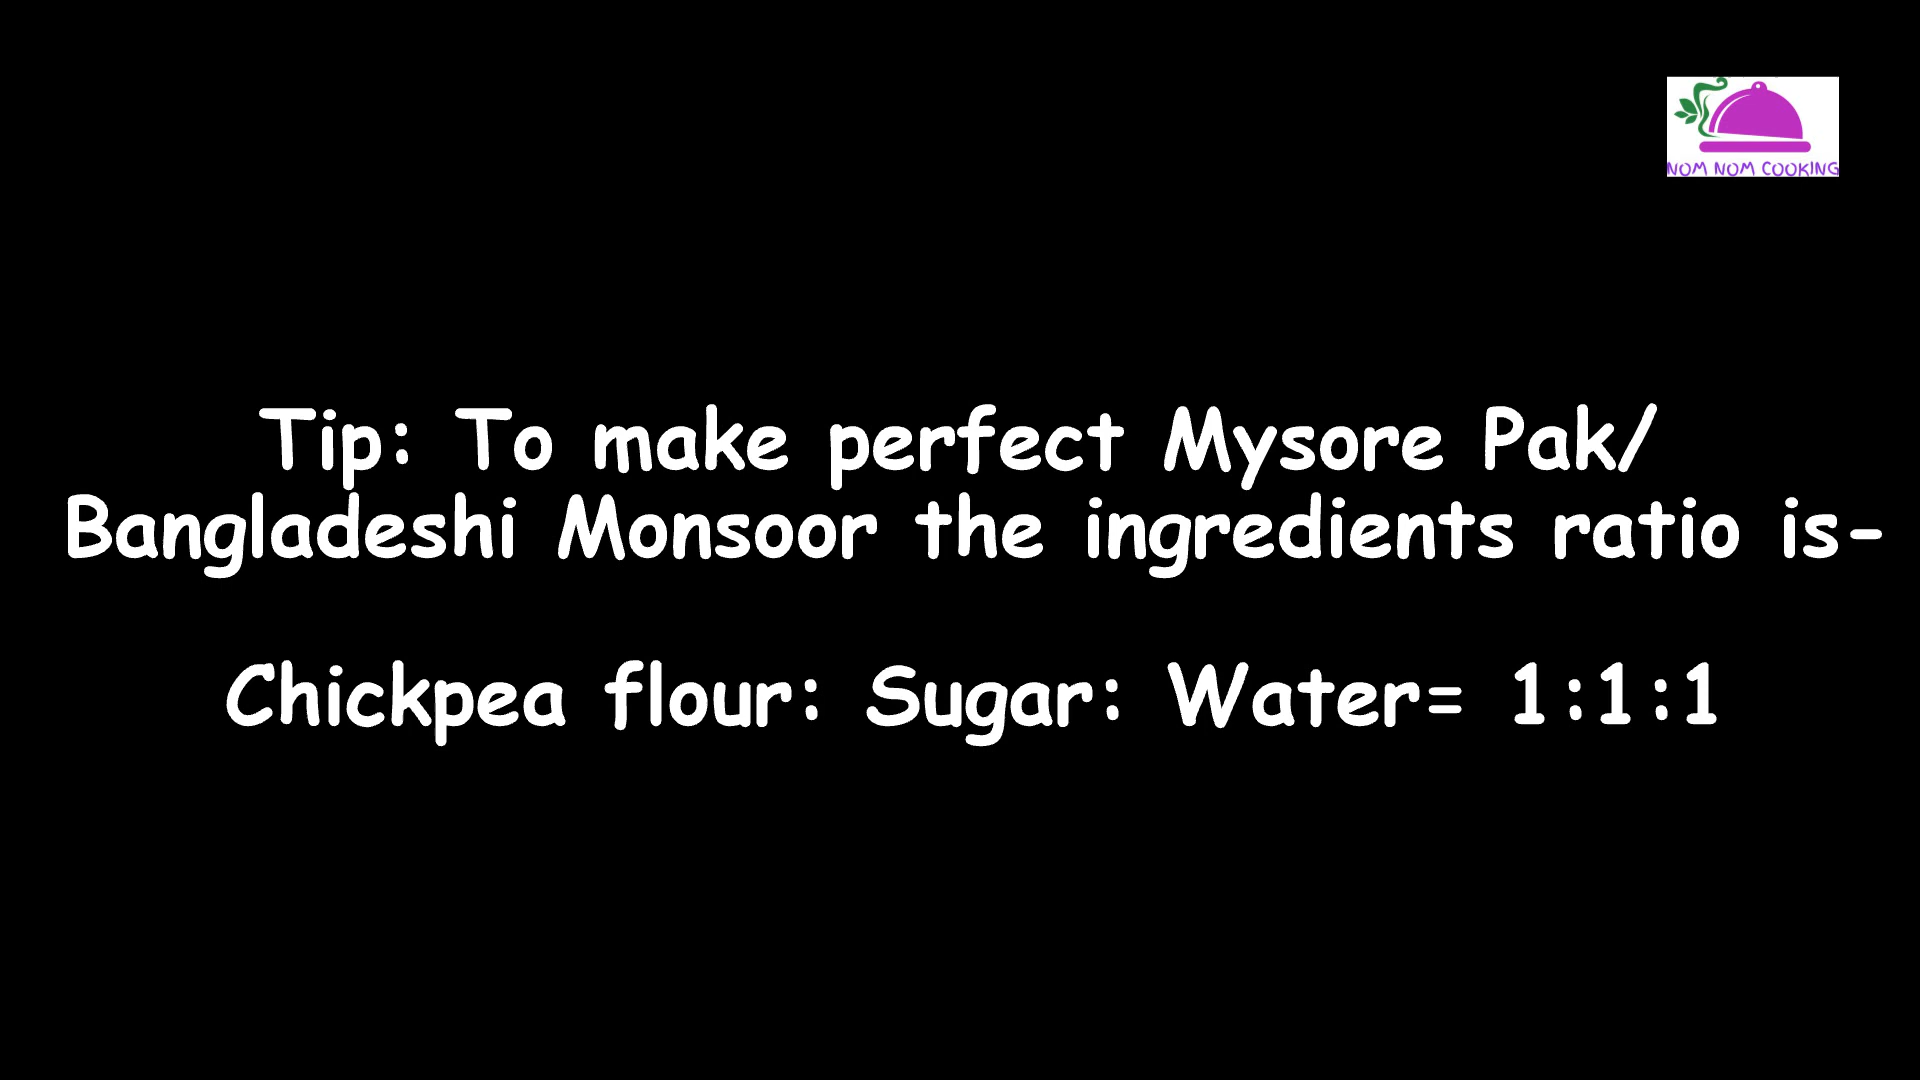 NOM NOM COOKING
Tip: To make perfect Mysore Pak/
Bangladeshi Monsoor the ingredients ratio is-
Chickpea flour: Sugar: Water= 1:1:1